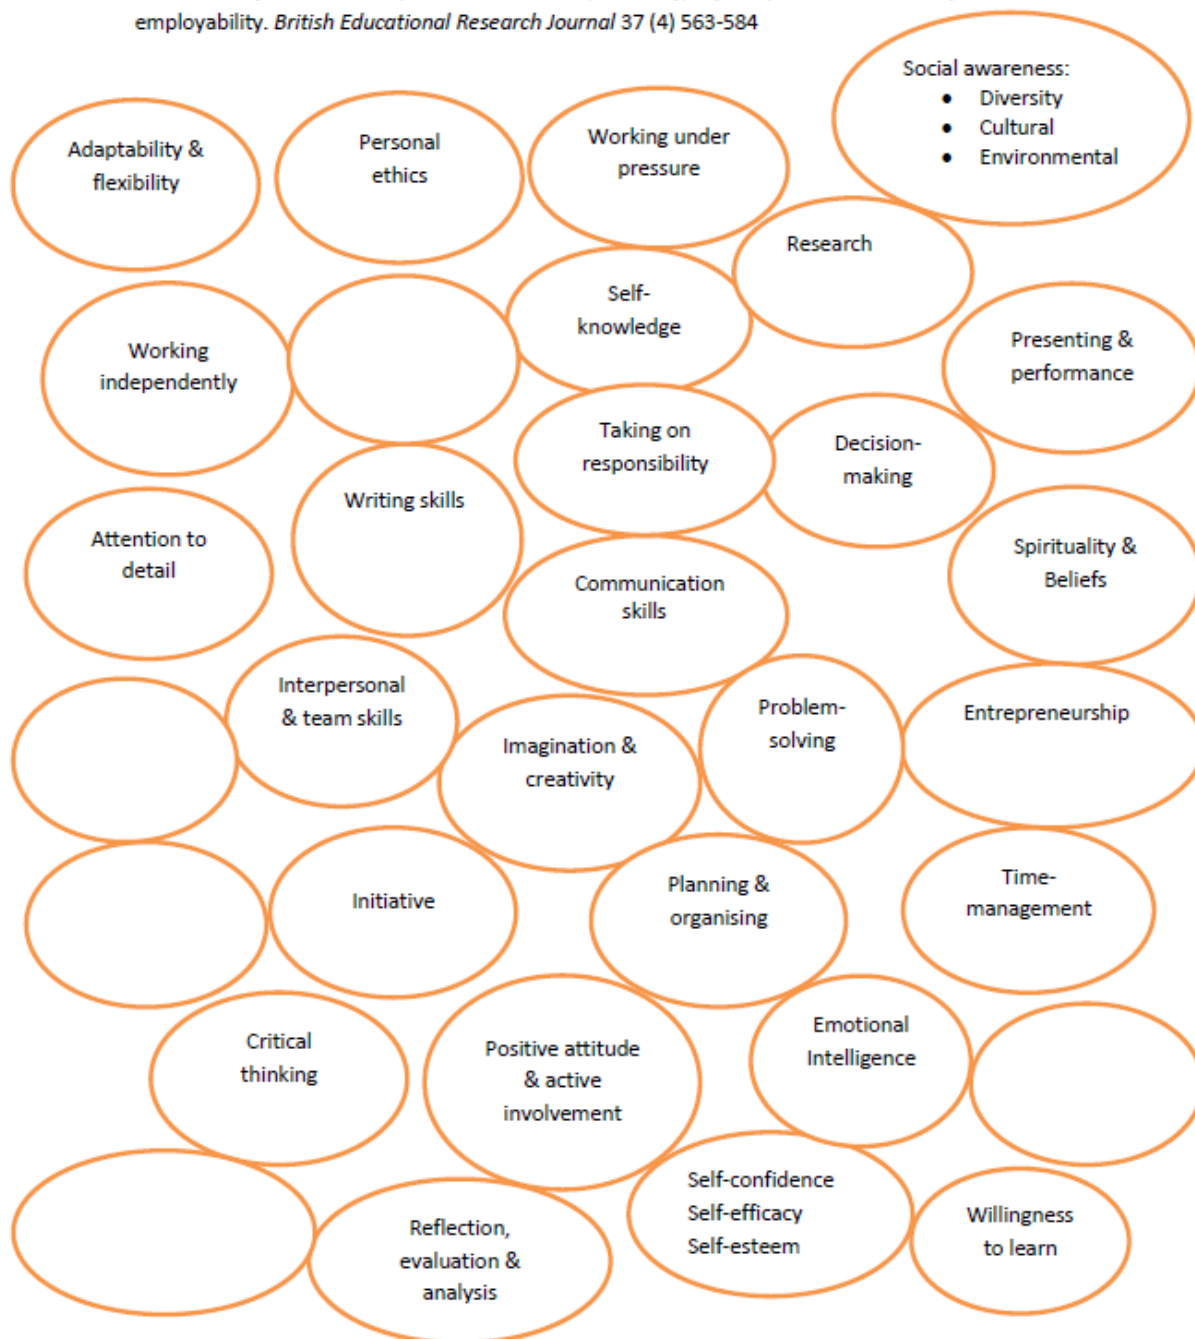 employability. British Educational Research Journal 37 (4) 563-584
Social awareness:
• Diversity
• Cultural
• Environmental
Adaptability &
flexibility
Personal
ethics
Working under
pressure
Research
Self-
knowledge
Working
independently
Presenting &
performance
Taking on
responsibility
Decision-
making
Writing skills
Attention to
detail
Spirituality &
Beliefs
Communication
skills
Interpersonal
& team skills
Problem-
solving
Entrepreneurship
Imagination &
creativity
Initiative
Planning &
organising
Time-
management
Critical
thinking
Positive attitude
& active
involvement
Emotional
Intelligence
Self-confidence
Self-efficacy
Self-esteem
Willingness
to learn
Reflection,
evaluation &
analysis